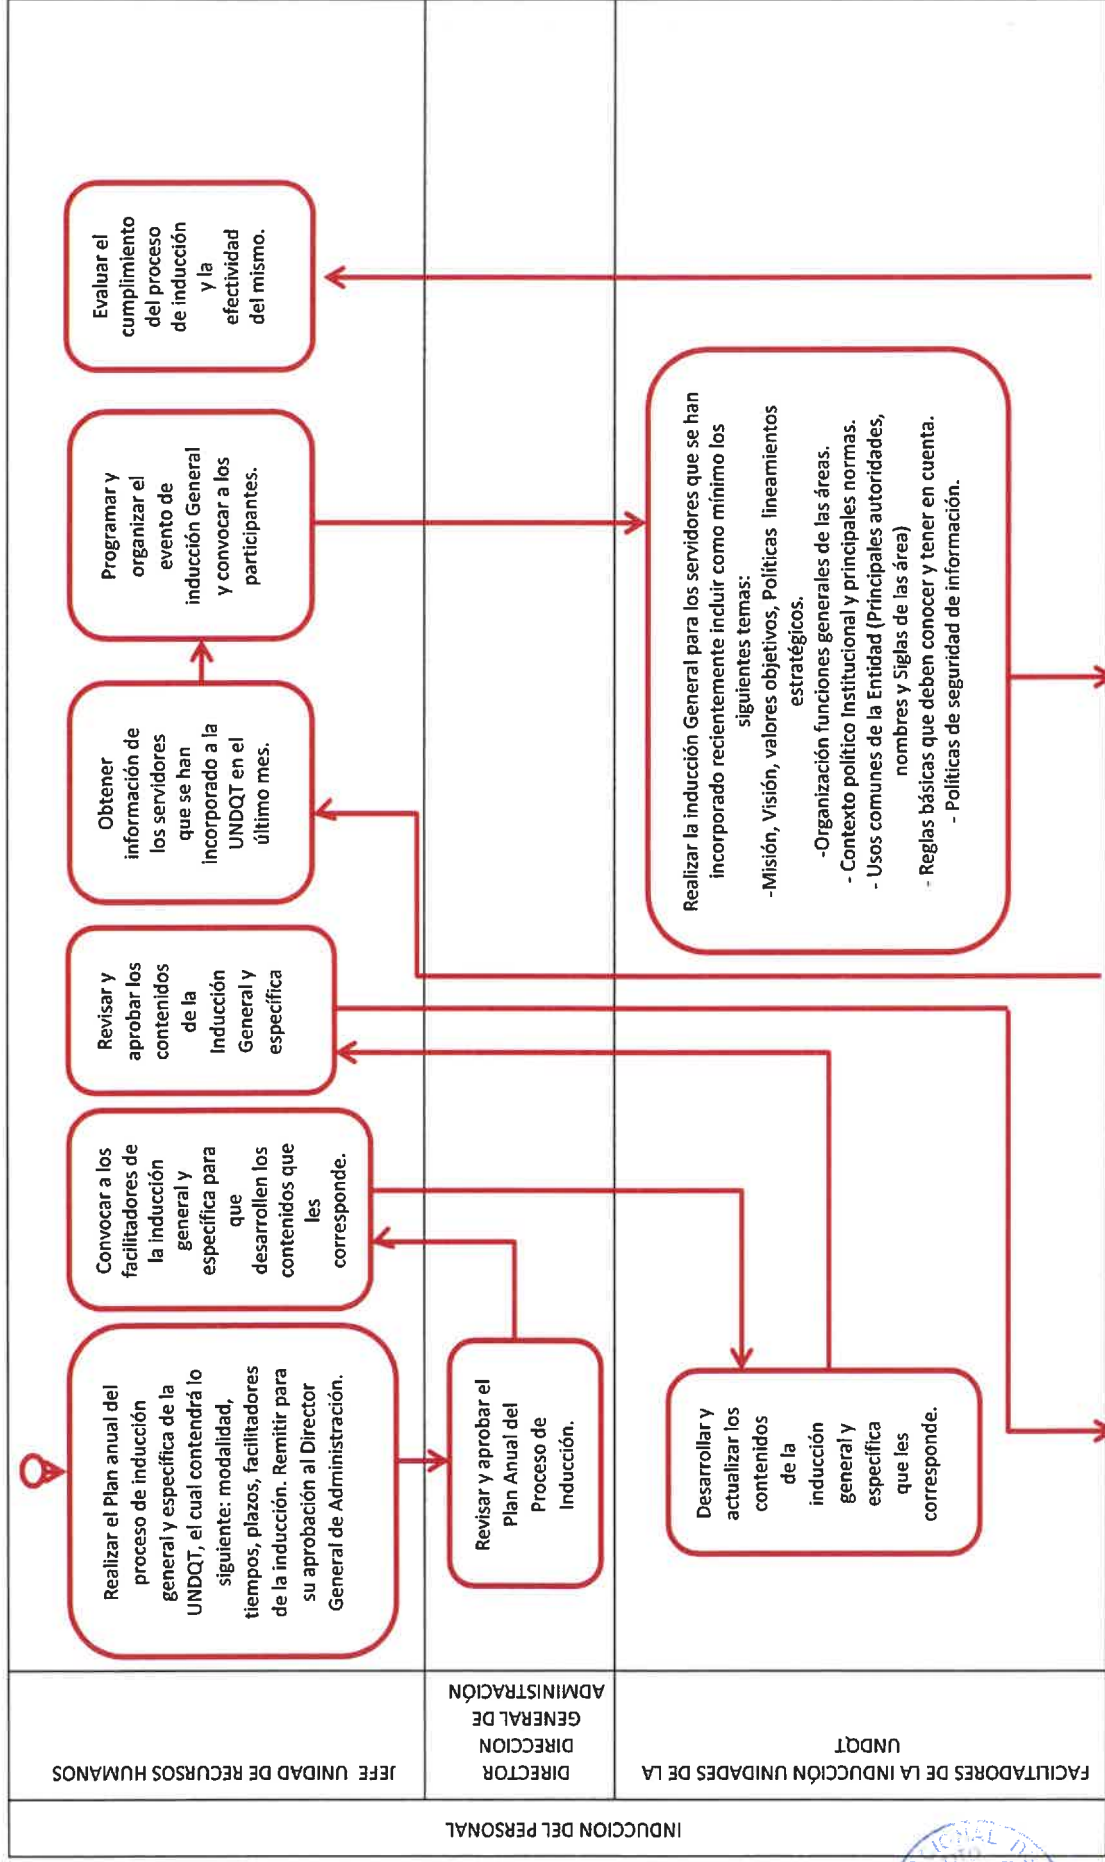 INDUCCION DEL PERSONAL
JEFE UNIDAD DE RECURSOS HUMANOS
Realizar el Plan anual del
proceso de inducción
general y específica de la
UNDQT, el cual contendrá lo
siguiente: modalidad,
tiempos, plazos, facilitadores
de la inducción. Remitir para
su aprobación al Director
General de Administración.
Convocar a los
facilitadores de
la inducción
general y
específica para
que
desarrollen los
contenidos que
les
corresponde.
Revisar y
aprobar los
contenidos
de la
Inducción
General y
específica
Obtener
información de
los servidores
que se han
incorporado a la
UNDQT en el
último mes.
Programar y
organizar el
evento de
inducción General
y convocar a los
participantes.
Evaluar el
cumplimiento
del proceso
de inducción
y la
efectividad
del mismo.
DIRECTOR
DIRECCION
GENERAL DE
ADMINISTRACIÓN
Revisar y aprobar el
Plan Anual del
Proceso de
Inducción.
FACILITADORES DE LA INDUCCIÓN UNIDADES DE LA
UNDQT
Desarrollar y
actualizar los
contenidos
de la
inducción
general y
específica
que les
corresponde.
Realizar la inducción General para los servidores que se han
incorporado recientemente incluir como mínimo los
siguientes temas:
-Misión, Visión, valores objetivos, Políticas lineamientos
estratégicos.
-Organización funciones generales de las áreas.
- Contexto político Institucional y principales normas.
- Usos comunes de la Entidad (Principales autoridades,
nombres y Siglas de las área)
- Reglas básicas que deben conocer y tener en cuenta.
- Políticas de seguridad de información.